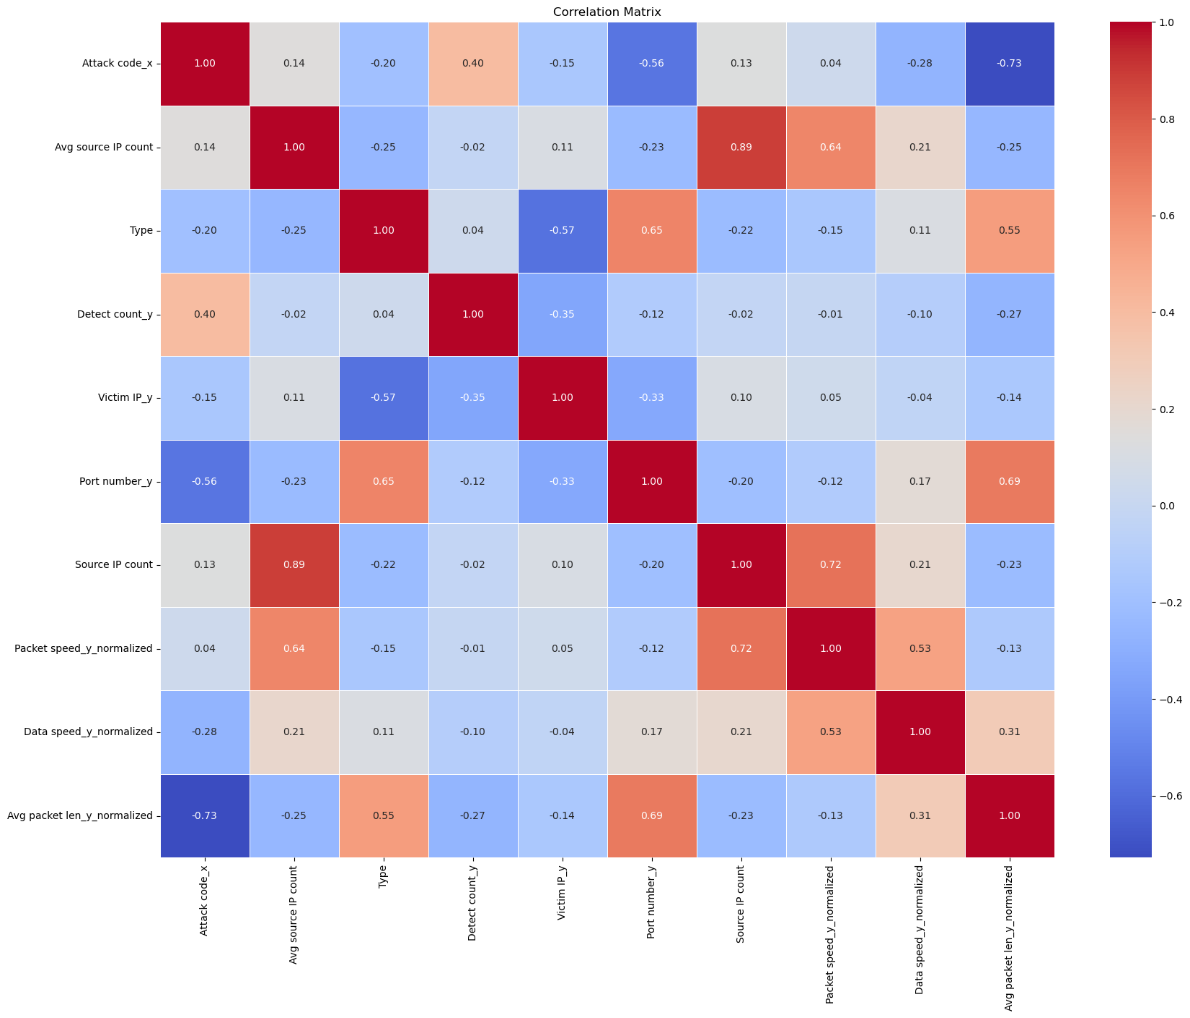 Correlation Matrix
Attack code_x 1.00 0.14 -0.20 0.40 -0.15 -0.56 0.13 0.04 -0.28 -0.73
Avg source IP count 0.14 1.00 -0.25 -0.02 0.11 -0.23 0.89 0.64 0.21 -0.25
Type -0.20 -0.25 1.00 0.04 -0.57 0.65 -0.22 -0.15 0.11 0.55
Detect count_y 0.40 -0.02 0.04 1.00 -0.35 -0.12 -0.02 -0.01 -0.10 -0.27
Victim IP_y -0.15 0.11 -0.57 -0.35 1.00 -0.33 0.10 0.05 -0.04 -0.14
Port number_y -0.56 -0.23 0.65 -0.12 -0.33 1.00 -0.20 -0.12 0.17 0.69
Source IP count 0.13 0.89 -0.22 -0.02 0.10 -0.20 1.00 0.72 0.21 -0.23
Packet speed_y_normalized 0.04 0.64 -0.15 -0.01 0.05 -0.12 0.72 1.00 0.53 -0.13
Data speed_y_normalized -0.28 0.21 0.11 -0.10 -0.04 0.17 0.21 0.53 1.00 0.31
Avg packet len_y_normalized -0.73 -0.25 0.55 -0.27 -0.14 0.69 -0.23 -0.13 0.31 1.00
Attack code_x
Avg source IP count
Type
Detect count_y
Victim IP_y
Port number_y
Source IP count
Packet speed_y_normalized
Data speed_y_normalized
Avg packet len_y_normalized
1.0
0.8
0.6
0.4
0.2
0.0
−0.2
−0.4
−0.6